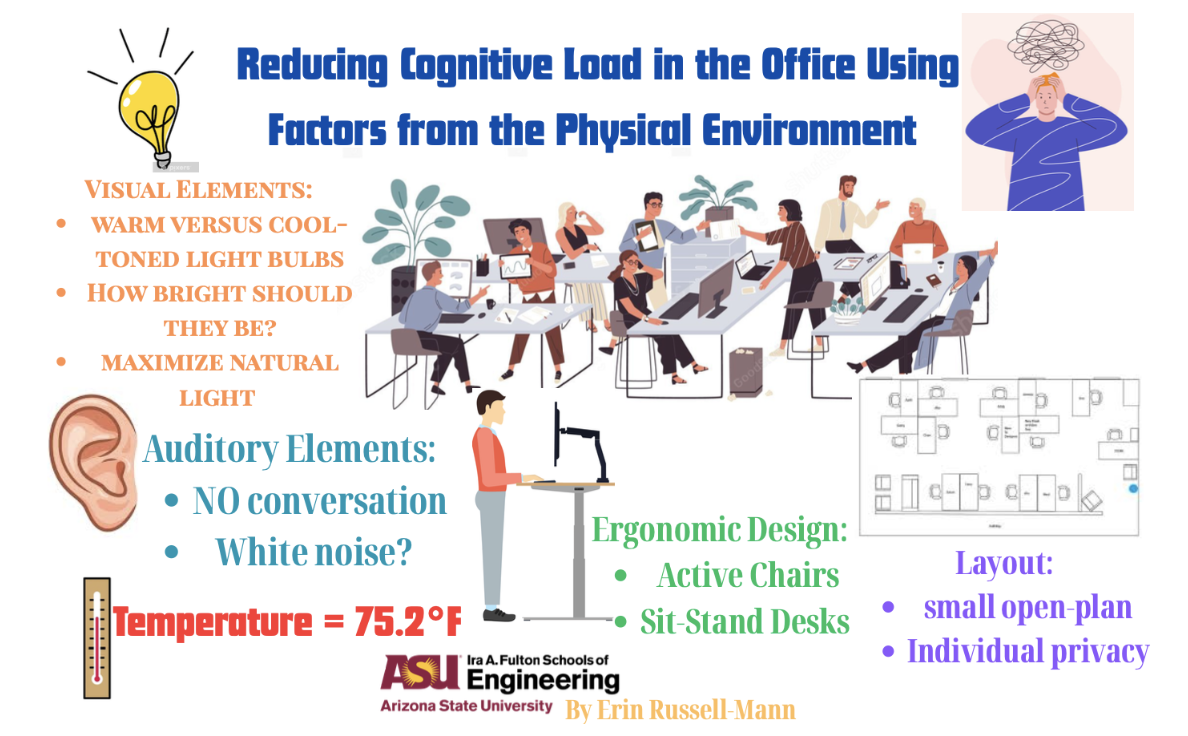 Reducing Cognitive Load in the Office Using
Factors from the Physical Environment
Visual Elements:
• warm versus cool-
toned light bulbs
• How bright should
they be?
• maximize natural
light
Auditory Elements:
• NO conversation
• White noise?
Temperature = 75.2°F
Ergonomic Design:
• Active Chairs
• Sit-Stand Desks
Layout:
• small open-plan
• Individual privacy
ASU Ira A. Fulton Schools of
Engineering
Arizona State University
By Erin Russell-Mann